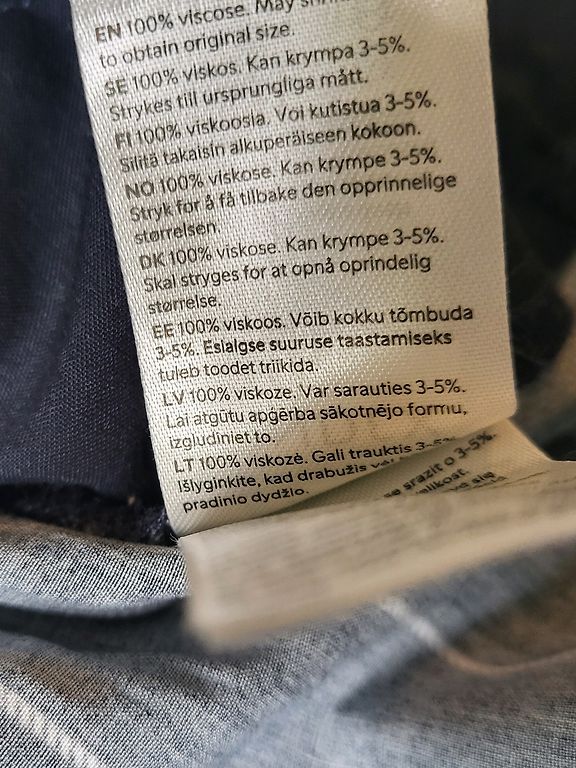 EN 100% viscose. May
to obtain original size.
SE 100% viskos. Kan krympa 3-5%.
Strykes till ursprungliga mått.
FI 100% viskoosia. Voi kutistua 3-5%.
Silitä takaisin alkuperäiseen kokoon.
NO 100% viskose. Kan krympe 3-5%.
Stryk for å få tilbake den opprinnelige
størrelsen.
DK 100% viskose. Kan krympe 3-5%.
Skal stryges for at opnå oprindelig
størrelse.
EE 100% viskoos. Võib kokku tõmbuda
3-5%. Esialgse suuruse taastamiseks
tuleb toodet triikida.
LV 100% viskoze. Var sarauties 3-5%.
Lai atgūtu apģērba sākotnējo formu,
izgludiniet to.
LT 100% viskozė. Gali trauktis 3-5%.
Išlyginkite, kad drabužis
pradinio dydžio.
se srazit o 3-5%.
velikost.